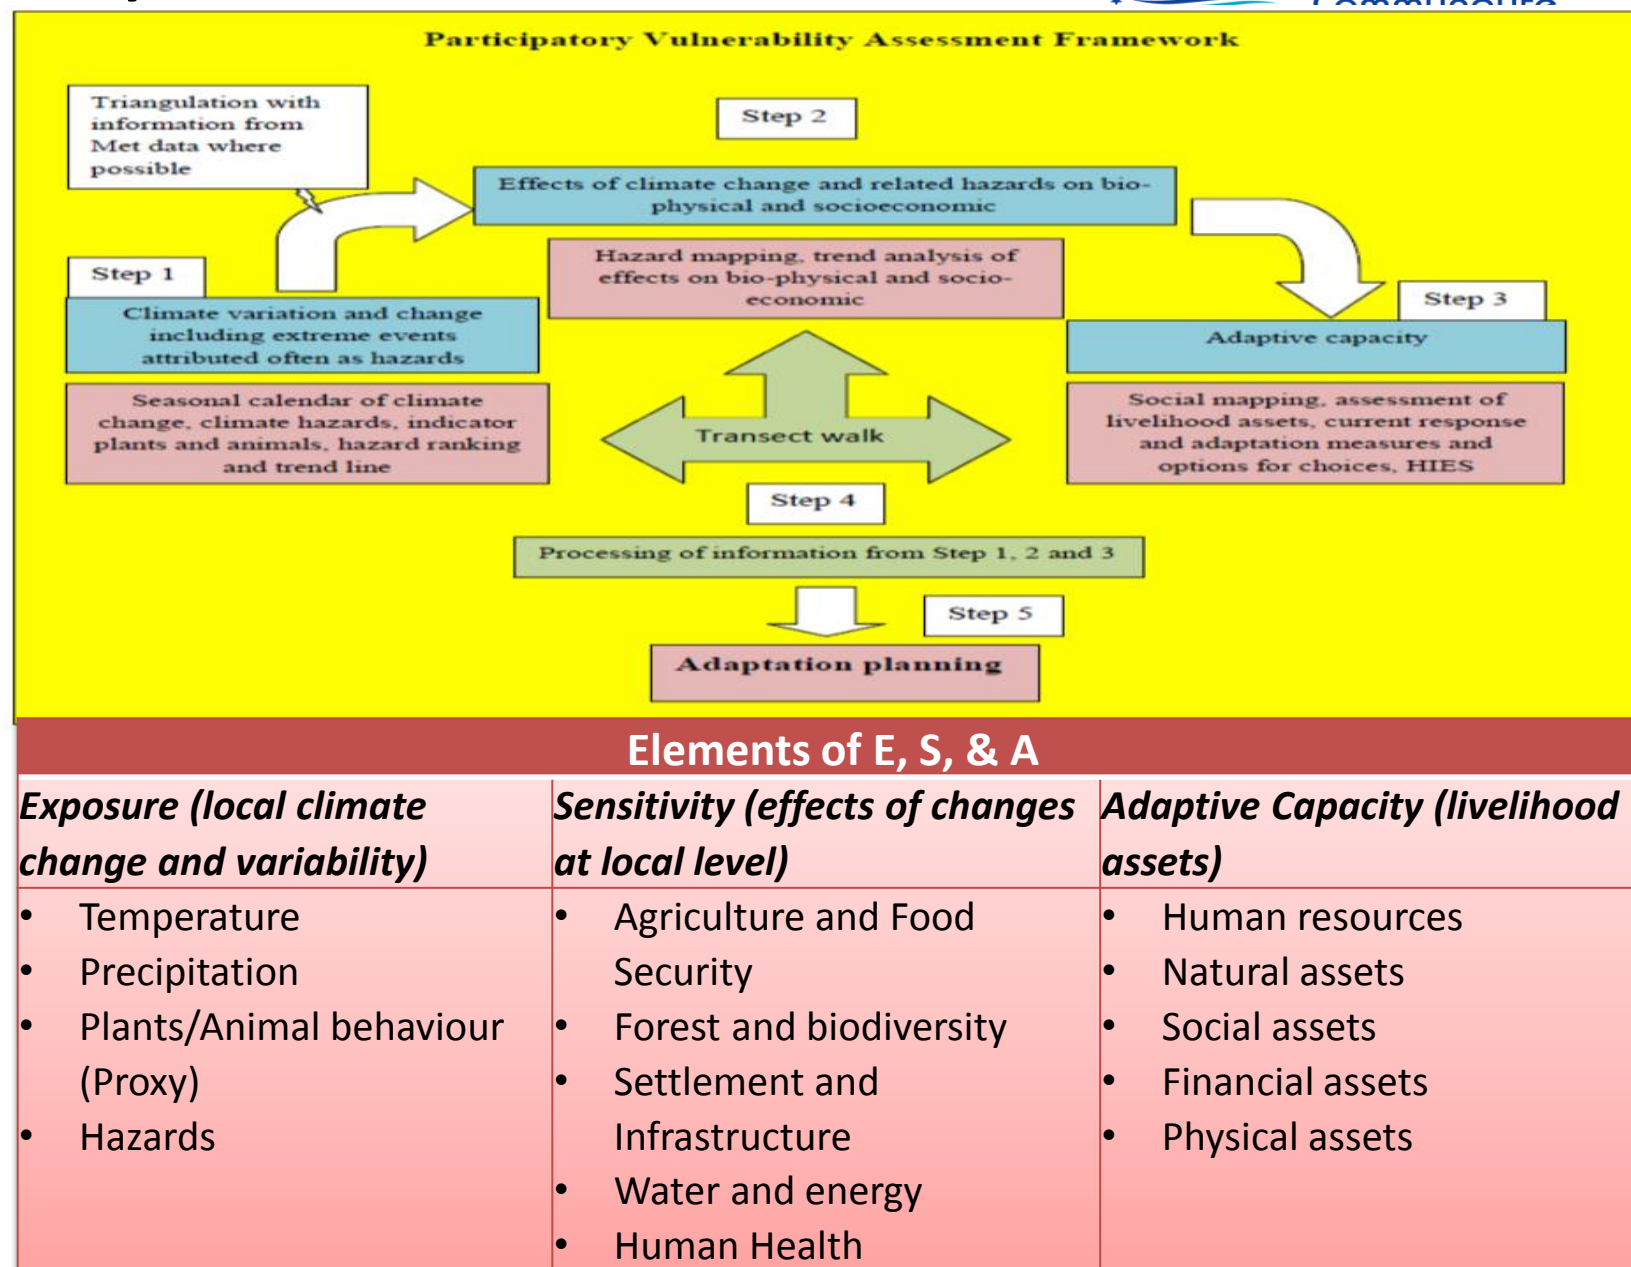 Participatory Vulnerability Assessment Framework
Triangulation with
information from
Met data where
possible
Step 2
Effects of climate change and related hazards on bio-
physical and socioeconomic
Hazard mapping, trend analysis of
effects on bio-physical and socio-
economic
Step 1
Climate variation and change
including extreme events
attributed often as hazards
Seasonal calendar of climate
change, climate hazards, indicator
plants and animals, hazard ranking
and trend line
Step 3
Adaptive capacity
Social mapping, assessment of
livelihood assets, current response
and adaptation measures and
options for choices, HIES
Transect walk
Step 4
Processing of information from Step 1, 2 and 3
Step 5
Adaptation planning
Elements of E, S, & A
Exposure (local climate
change and variability)
• Temperature
• Precipitation
• Plants/Animal behaviour
(Proxy)
• Hazards
Sensitivity (effects of changes
at local level)
• Agriculture and Food
Security
• Forest and biodiversity
• Settlement and
Infrastructure
• Water and energy
• Human Health
Adaptive Capacity (livelihood
assets)
• Human resources
• Natural assets
• Social assets
• Financial assets
• Physical assets